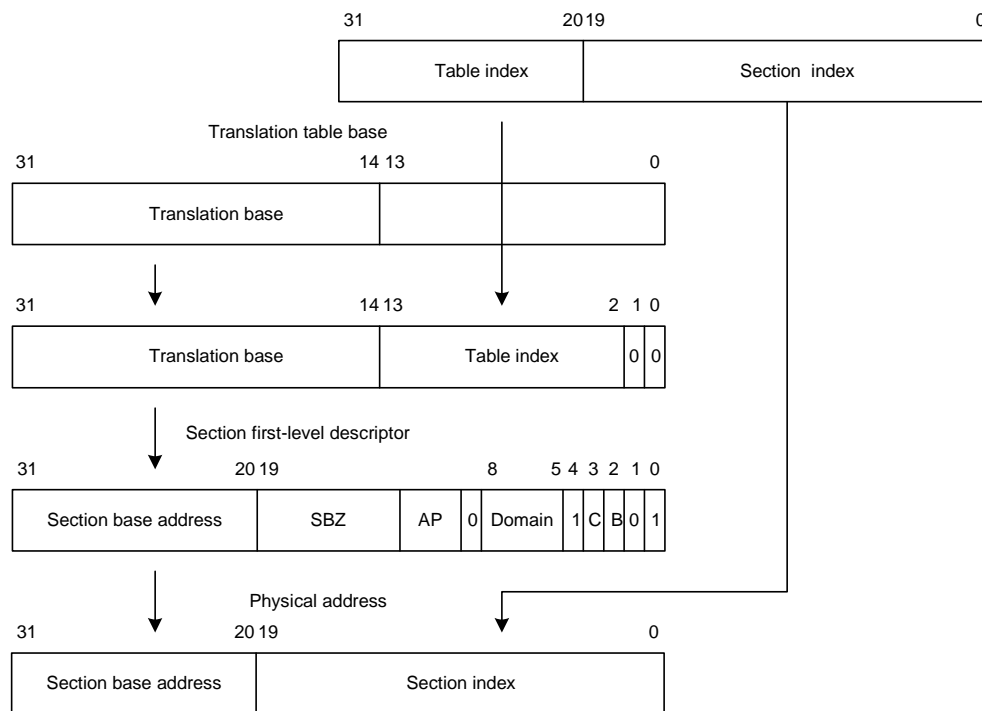 31 20 19 0
Table index Section index
Translation table base
31 14 13 0
Translation base
31 14 13 2 1 0
Translation base Table index 0 0
Section first-level descriptor
31 20 19 8 5 4 3 2 1 0
Section base address SBZ AP 0 Domain 1 C B 0 1
Physical address
31 20 19 0
Section base address Section index